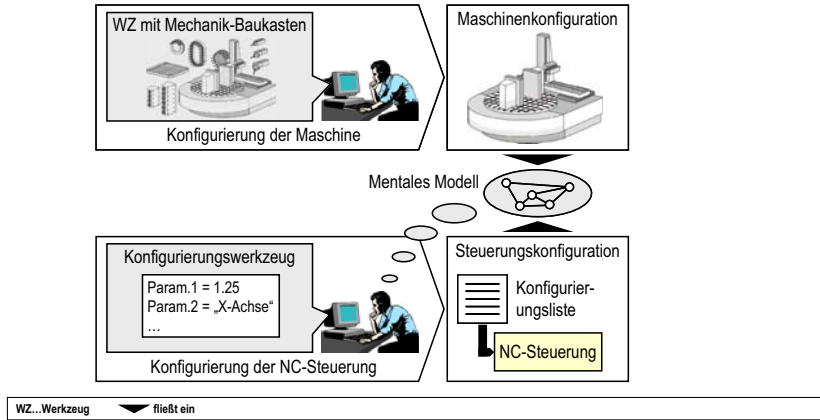 WZ mit Mechanik-Baukasten
Konfigurierung der Maschine
Maschinenkonfiguration
Mentales Modell
Konfigurierungswerkzeug
Param.1 = 1.25
Param.2 = „X-Achse“
…
Konfigurierung der NC-Steuerung
Steuerungskonfiguration
Konfigurier-
ungsliste
NC-Steuerung
WZ…Werkzeug fließt ein